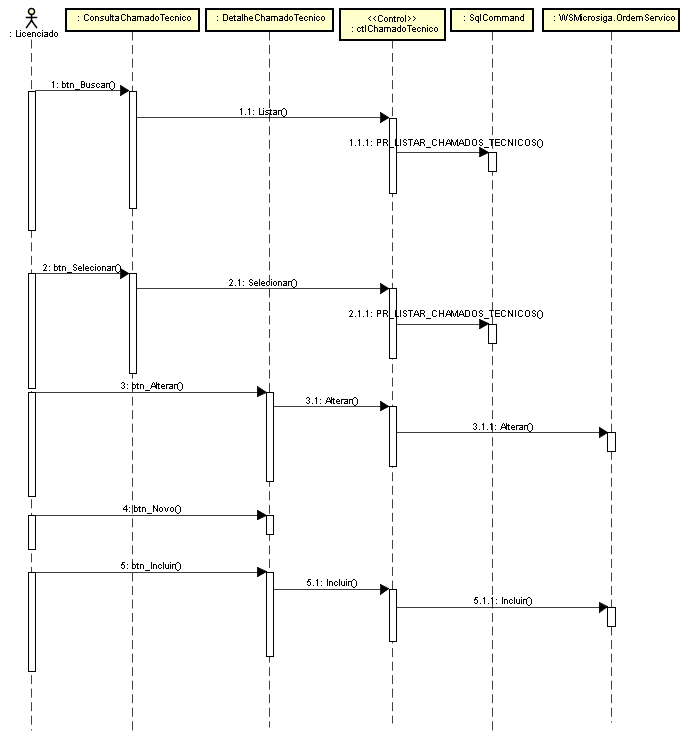 : Licenciado
: ConsultaChamadoTecnico
: DetalheChamadoTecnico
<<Control>>
: ctlChamadoTecnico
: SqlCommand
: WSMicrosiga.OrdemServico
1: btn_Buscar()
1.1: Listar()
1.1.1: PR_LISTAR_CHAMADOS_TECNICOS()
2: btn_Selecionar()
2.1: Selecionar()
2.1.1: PR_LISTAR_CHAMADOS_TECNICOS()
3: btn_Alterar()
3.1: Alterar()
3.1.1: Alterar()
4: btn_Novo()
5: btn_Incluir()
5.1: Incluir()
5.1.1: Incluir()